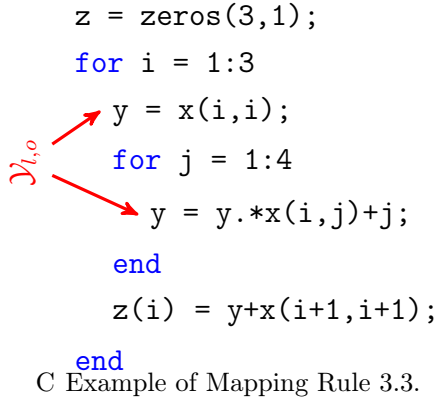 z = zeros(3,1);
for i = 1:3
y = x(i,i);
𝒴l,o
for j = 1:4
y = y.*x(i,j)+j;
end
z(i) = y+x(i+1,i+1);
end
C Example of Mapping Rule 3.3.